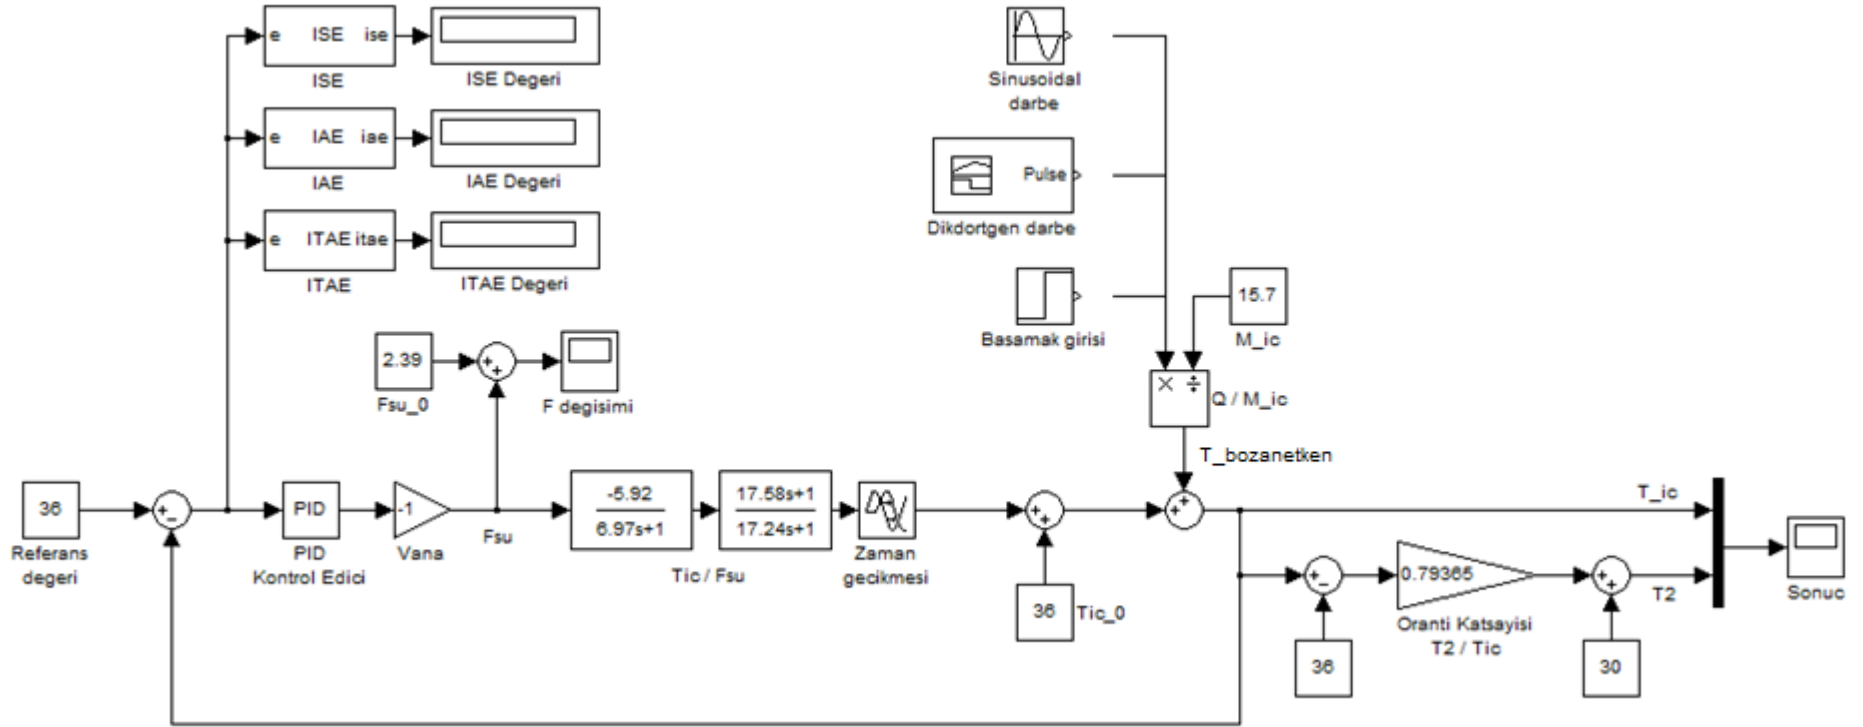 e ISE ise
ISE
ISE Degeri
e IAE iae
IAE
IAE Degeri
e ITAE itae
ITAE
ITAE Degeri
Sinusoidal
darbe
Pulse
Dikdortgen darbe
Basamak girisi
15.7
M_ic
× ÷
Q / M_ic
T_bozanetken
2.39
Fsu_0
+
+
F degisimi
36
Referans
degeri
+
−
PID
PID
Kontrol Edici
-1
Vana
Fsu
-5.92
6.97s+1
17.58s+1
17.24s+1
Tic / Fsu
Zaman
gecikmesi
+
+
36
Tic_0
+
+
T_ic
+
−
36
0.79365
Oranti Katsayisi
T2 / Tic
+
+
30
T2
Sonuc